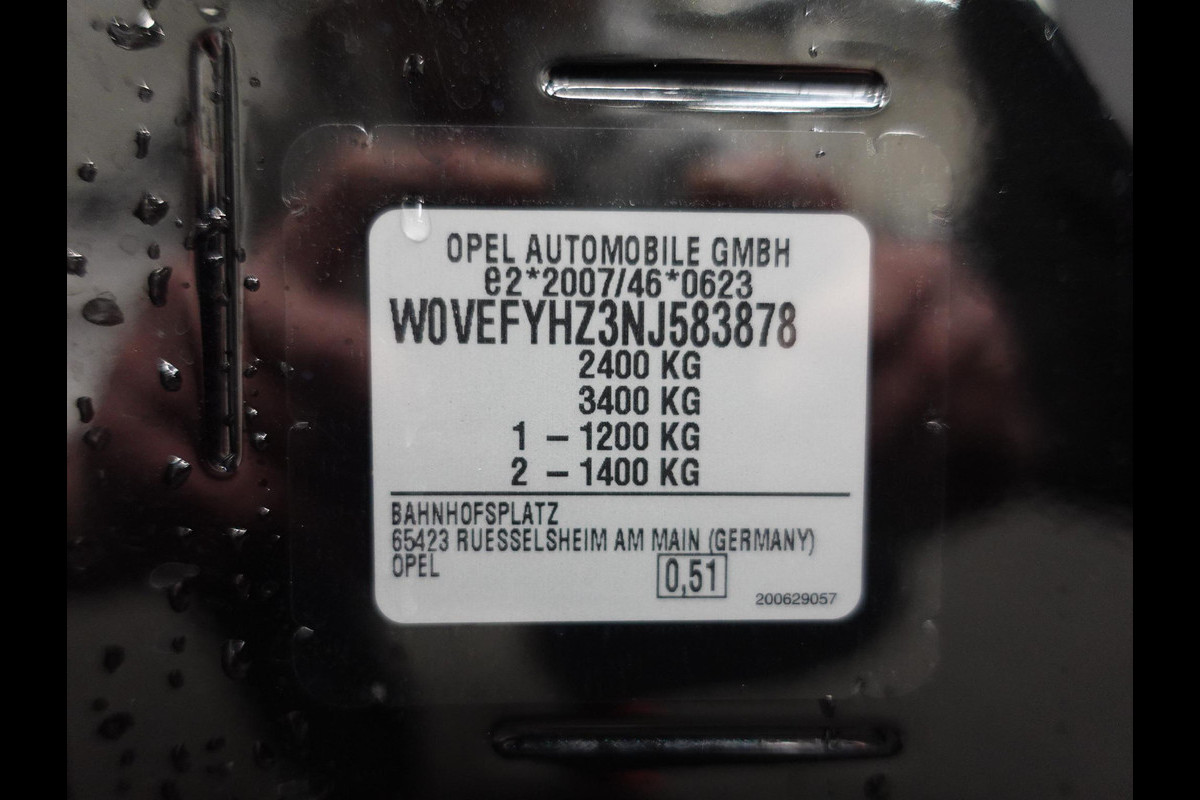 OPEL AUTOMOBILE GMBH
e2*2007/46*0623
W0VEFYHZ3NJ583878
2400 KG
3400 KG
1 – 1200 KG
2 – 1400 KG
BAHNHOFSPLATZ
65423 RUESSELSHEIM AM MAIN (GERMANY)
OPEL
0,51
200629057